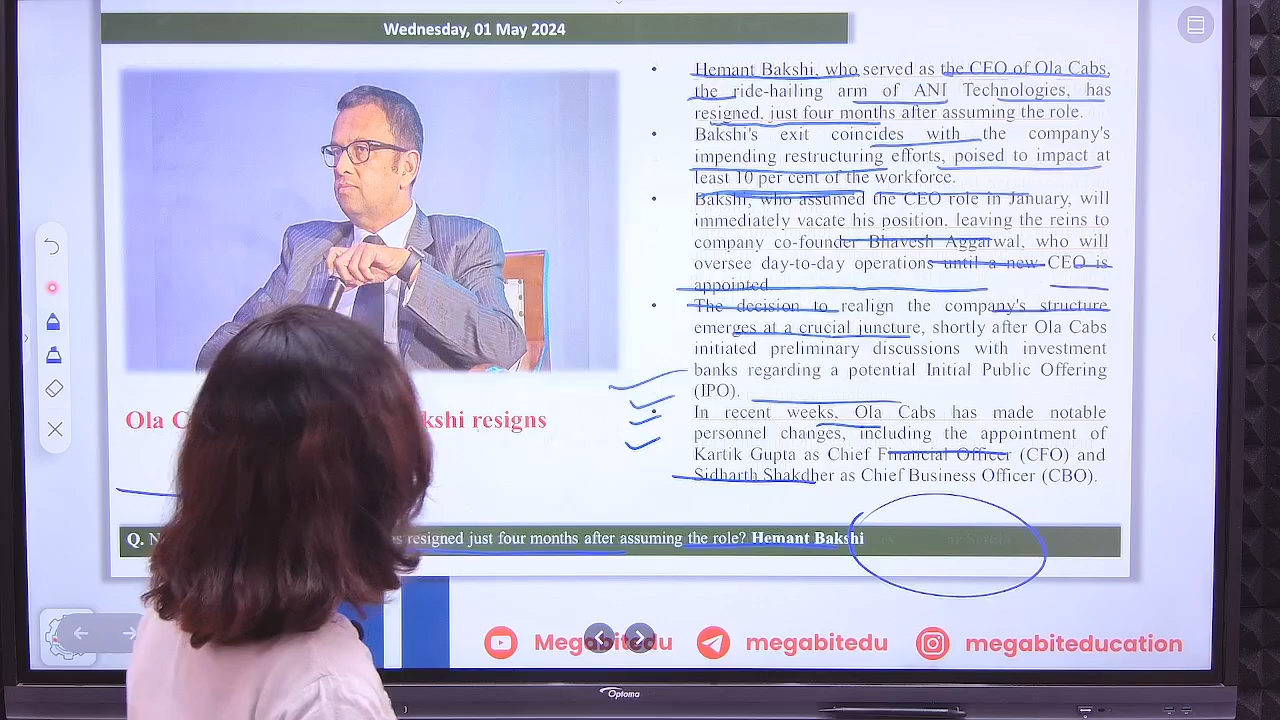 Wednesday, 01 May 2024
• Hemant Bakshi, who served as the CEO of Ola Cabs,
the ride-hailing arm of ANI Technologies, has
resigned, just four months after assuming the role.
• Bakshi's exit coincides with the company's
impending restructuring efforts, poised to impact at
least 10 per cent of the workforce.
• Bakshi, who assumed the CEO role in January, will
immediately vacate his position, leaving the reins to
company co-founder Bhavesh Aggarwal, who will
oversee day-to-day operations until a new CEO is
appointed
• The decision to realign the company's structure
emerges at a crucial juncture, shortly after Ola Cabs
initiated preliminary discussions with investment
banks regarding a potential Initial Public Offering
(IPO).
• In recent weeks, Ola Cabs has made notable
personnel changes, including the appointment of
Kartik Gupta as Chief Financial Officer (CFO) and
Sidharth Shakdher as Chief Business Officer (CBO).
Ola kshi resigns
Q. resigned just four months after assuming the role? Hemant Bakshi
Megabitedu megabitedu megabiteducation
Optoma